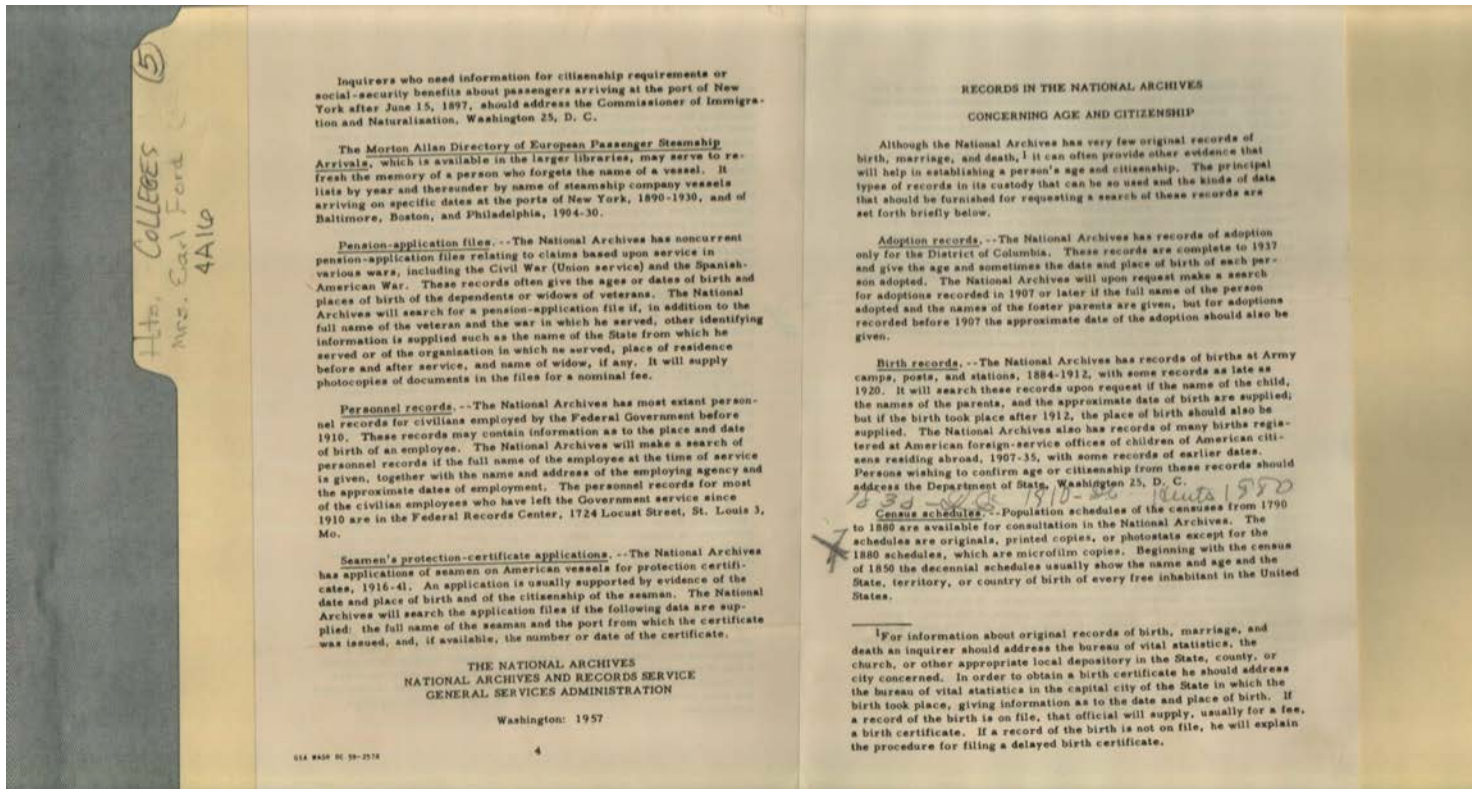 Hts. COLLEGES 5
Mrs. Earl Ford
4A16
Inquirers who need information for citizenship requirements or
social-security benefits about passengers arriving at the port of New
York after June 15, 1897, should address the Commissioner of Immigra-
tion and Naturalization, Washington 25, D. C.
The Morton Allan Directory of European Passenger Steamship
Arrivals, which is available in the larger libraries, may serve to re-
fresh the memory of a person who forgets the name of a vessel. It
lists by year and thereunder by name of steamship company vessels
arriving on specific dates at the ports of New York, 1890-1930, and of
Baltimore, Boston, and Philadelphia, 1904-30.
Pension-application files.--The National Archives has noncurrent
pension-application files relating to claims based upon service in
various wars, including the Civil War (Union service) and the Spanish-
American War. These records often give the ages or dates of birth and
places of birth of the dependents or widows of veterans. The National
Archives will search for a pension-application file if, in addition to the
full name of the veteran and the war in which he served, other identifying
information is supplied such as the name of the State from which he
served or of the organization in which he served, place of residence
before and after service, and name of widow, if any. It will supply
photocopies of documents in the files for a nominal fee.
Personnel records.--The National Archives has most extant person-
nel records for civilians employed by the Federal Government before
1910. These records may contain information as to the place and date
of birth of an employee. The National Archives will make a search of
personnel records if the full name of the employee at the time of service
is given, together with the name and address of the employing agency and
the approximate dates of employment. The personnel records for most
of the civilian employees who have left the Government service since
1910 are in the Federal Records Center, 1724 Locust Street, St. Louis 3,
Mo.
Seamen's protection-certificate applications.--The National Archives
has applications of seamen on American vessels for protection certifi-
cates, 1916-41. An application is usually supported by evidence of the
date and place of birth and of the citizenship of the seaman. The National
Archives will search the application files if the following data are sup-
plied: the full name of the seaman and the port from which the certificate
was issued, and, if available, the number or date of the certificate.
THE NATIONAL ARCHIVES
NATIONAL ARCHIVES AND RECORDS SERVICE
GENERAL SERVICES ADMINISTRATION
Washington: 1957
4
GSA WASH DC
RECORDS IN THE NATIONAL ARCHIVES
CONCERNING AGE AND CITIZENSHIP
Although the National Archives has very few original records of
birth, marriage, and death,1 it can often provide other evidence that
will help in establishing a person's age and citizenship. The principal
types of records in its custody that can be so used and the kinds of data
that should be furnished for requesting a search of these records are
set forth briefly below.
Adoption records.--The National Archives has records of adoption
only for the District of Columbia. These records are complete to 1937
and give the age and sometimes the date and place of birth of each per-
son adopted. The National Archives will upon request make a search
for adoptions recorded in 1907 or later if the full name of the person
adopted and the names of the foster parents are given, but for adoptions
recorded before 1907 the approximate date of the adoption should also be
given.
Birth records.--The National Archives has records of births at Army
camps, posts, and stations, 1884-1912, with some records as late as
1920. It will search these records upon request if the name of the child,
the names of the parents, and the approximate date of birth are supplied;
but if the birth took place after 1912, the place of birth should also be
supplied. The National Archives also has records of many births regis-
tered at American foreign-service offices of children of American citi-
zens residing abroad, 1907-35, with some records of earlier dates.
Persons wishing to confirm age or citizenship from these records should
address the Department of State, Washington 25, D. C.
Census schedules.--Population schedules of the censuses from 1790
to 1880 are available for consultation in the National Archives. The
schedules are originals, printed copies, or photostats except for the
1880 schedules, which are microfilm copies. Beginning with the census
of 1850 the decennial schedules usually show the name and age and the
State, territory, or country of birth of every free inhabitant in the United
States.
1For information about original records of birth, marriage, and
death an inquirer should address the bureau of vital statistics, the
church, or other appropriate local depository in the State, county, or
city concerned. In order to obtain a birth certificate he should address
the bureau of vital statistics in the capital city of the State in which the
birth took place, giving information as to the date and place of birth. If
a record of the birth is on file, that official will supply, usually for a fee,
a birth certificate. If a record of the birth is not on file, he will explain
the procedure for filing a delayed birth certificate.